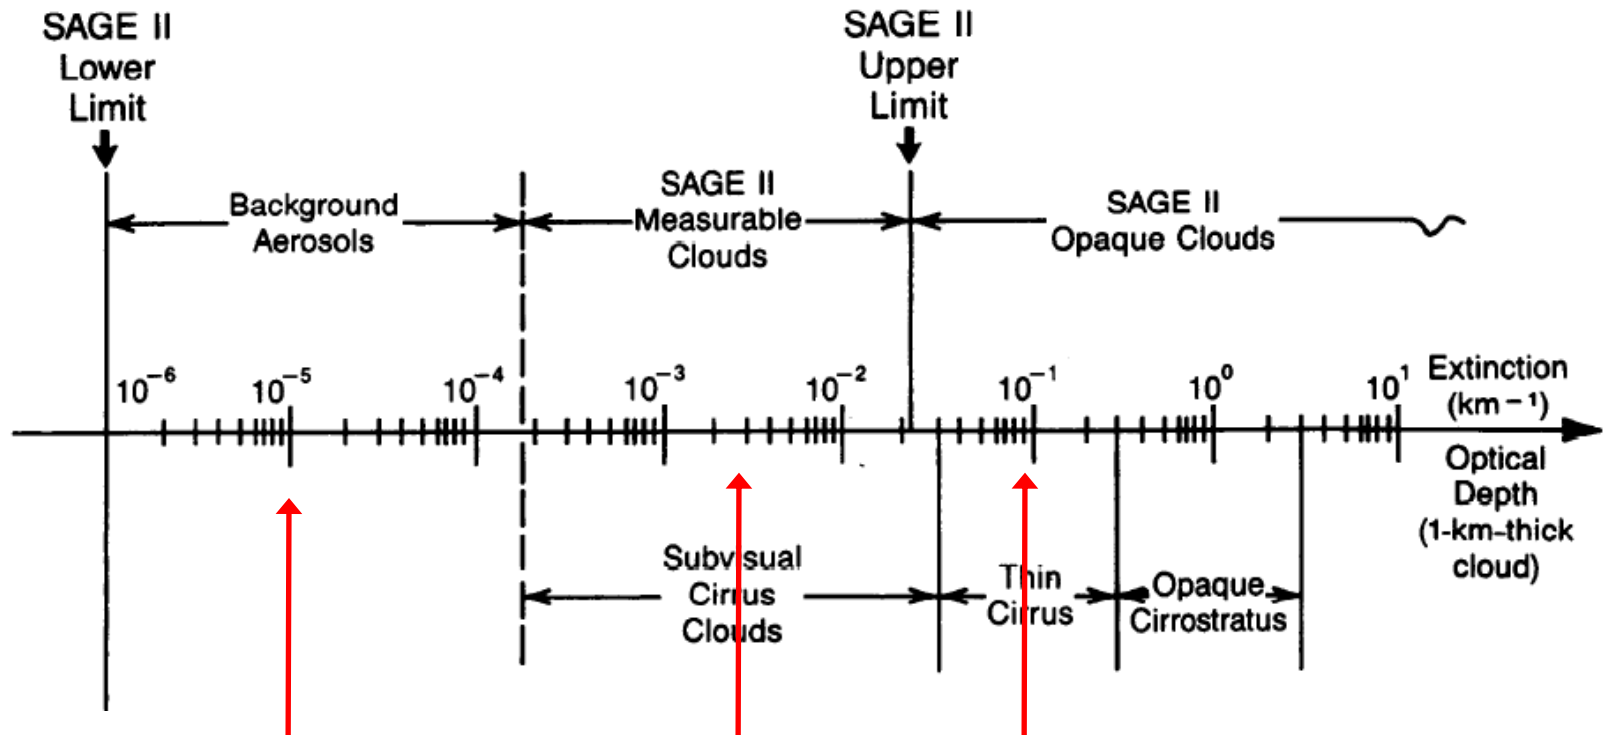 SAGE II
Lower
Limit
SAGE II
Upper
Limit
Background
Aerosols
SAGE II
Measurable
Clouds
SAGE II
Opaque Clouds
10⁻⁶ 10⁻⁵ 10⁻⁴ 10⁻³ 10⁻² 10⁻¹ 10⁰ 10¹
Extinction
(km⁻¹)
Optical
Depth
(1-km-thick
cloud)
Subvisual
Cirrus
Clouds
Thin
Cirrus
Opaque
Cirrostratus